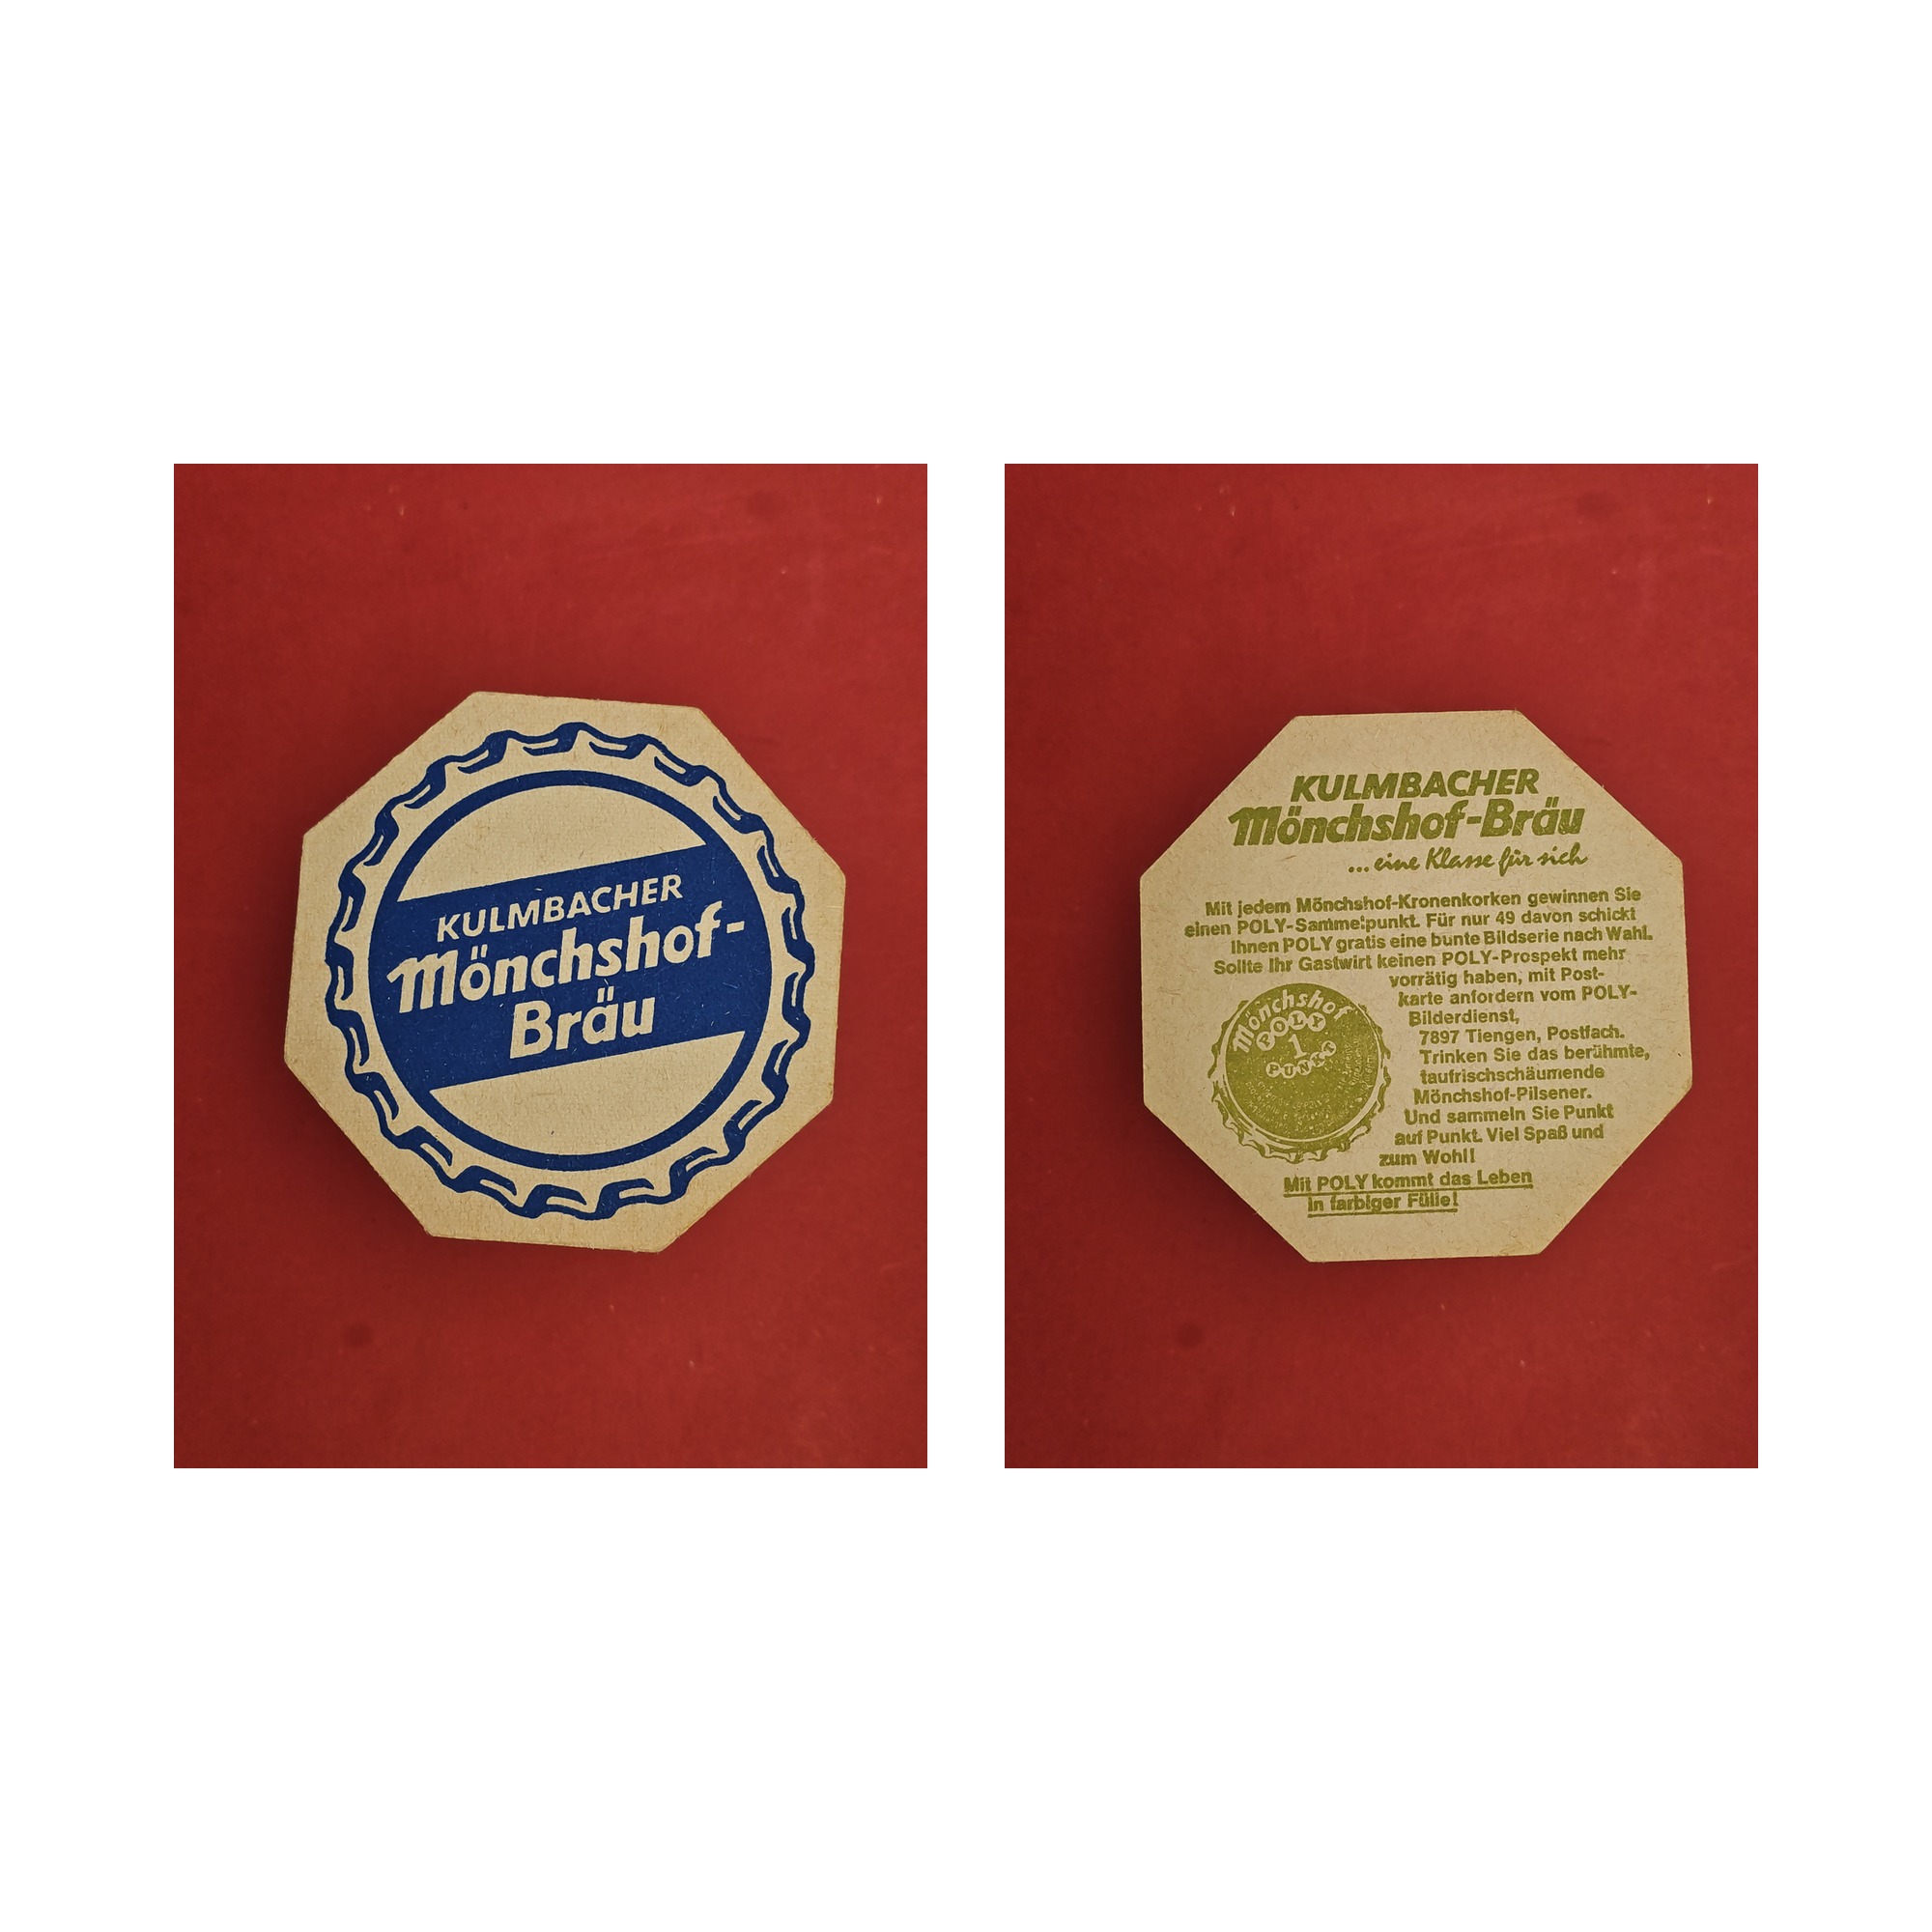 KULMBACHER
Mönchshof-
Bräu
KULMBACHER
Mönchshof-Bräu
...eine Klasse für sich
Mit jedem Mönchshof-Kronenkorken gewinnen Sie
einen POLY-Sammelpunkt. Für nur 49 davon schickt
Ihnen POLY gratis eine bunte Bildserie nach Wahl.
Sollte Ihr Gastwirt keinen POLY-Prospekt mehr
vorrätig haben, mit Post-
karte anfordern vom POLY-
Bilderdienst,
7897 Tiengen, Postfach.
Trinken Sie das berühmte,
taufrischschäumende
Mönchshof-Pilsener.
Und sammeln Sie Punkt
auf Punkt. Viel Spaß und
zum Wohl!
Mit POLY kommt das Leben
in farbiger Fülle!
Mönchshof
POLY
1
PUNKT